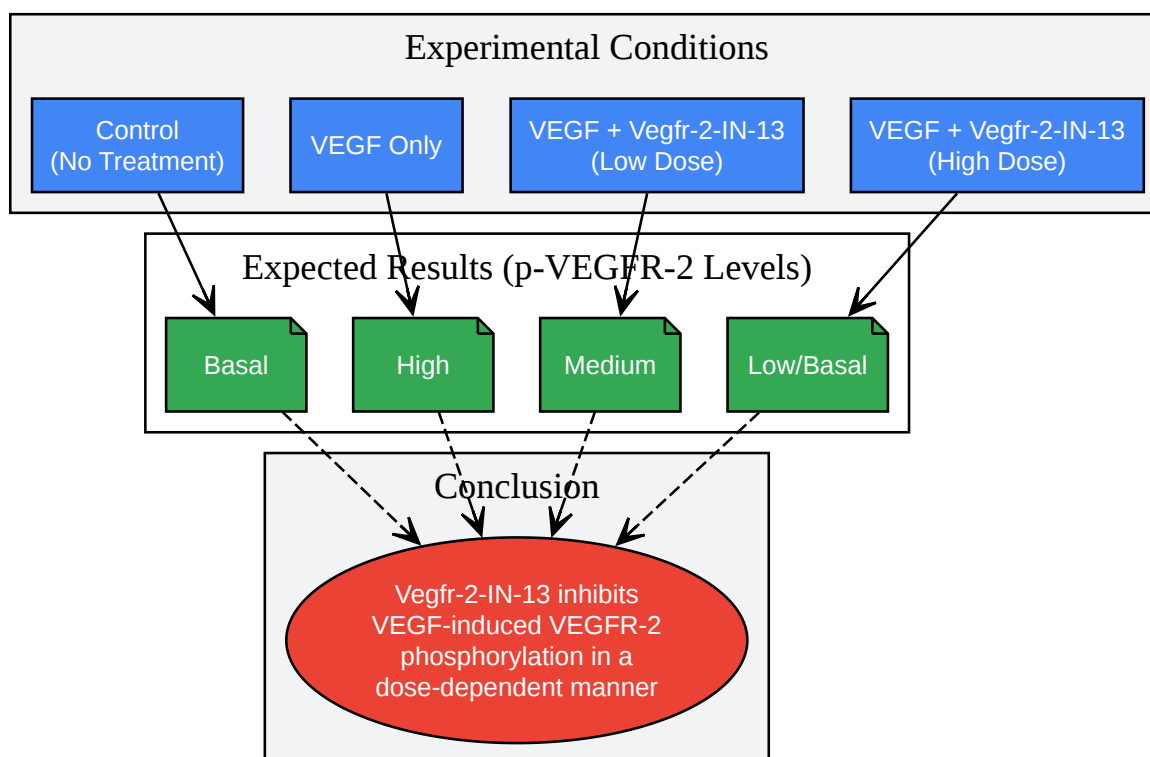 Experimental Conditions
Control
(No Treatment)
VEGF Only
VEGF + Vegfr-2-IN-13
(Low Dose)
VEGF + Vegfr-2-IN-13
(High Dose)
Expected Results (p-VEGFR-2 Levels)
Basal
High
Medium
Low/Basal
Conclusion
Vegfr-2-IN-13 inhibits
VEGF-induced VEGFR-2
phosphorylation in a
dose-dependent manner